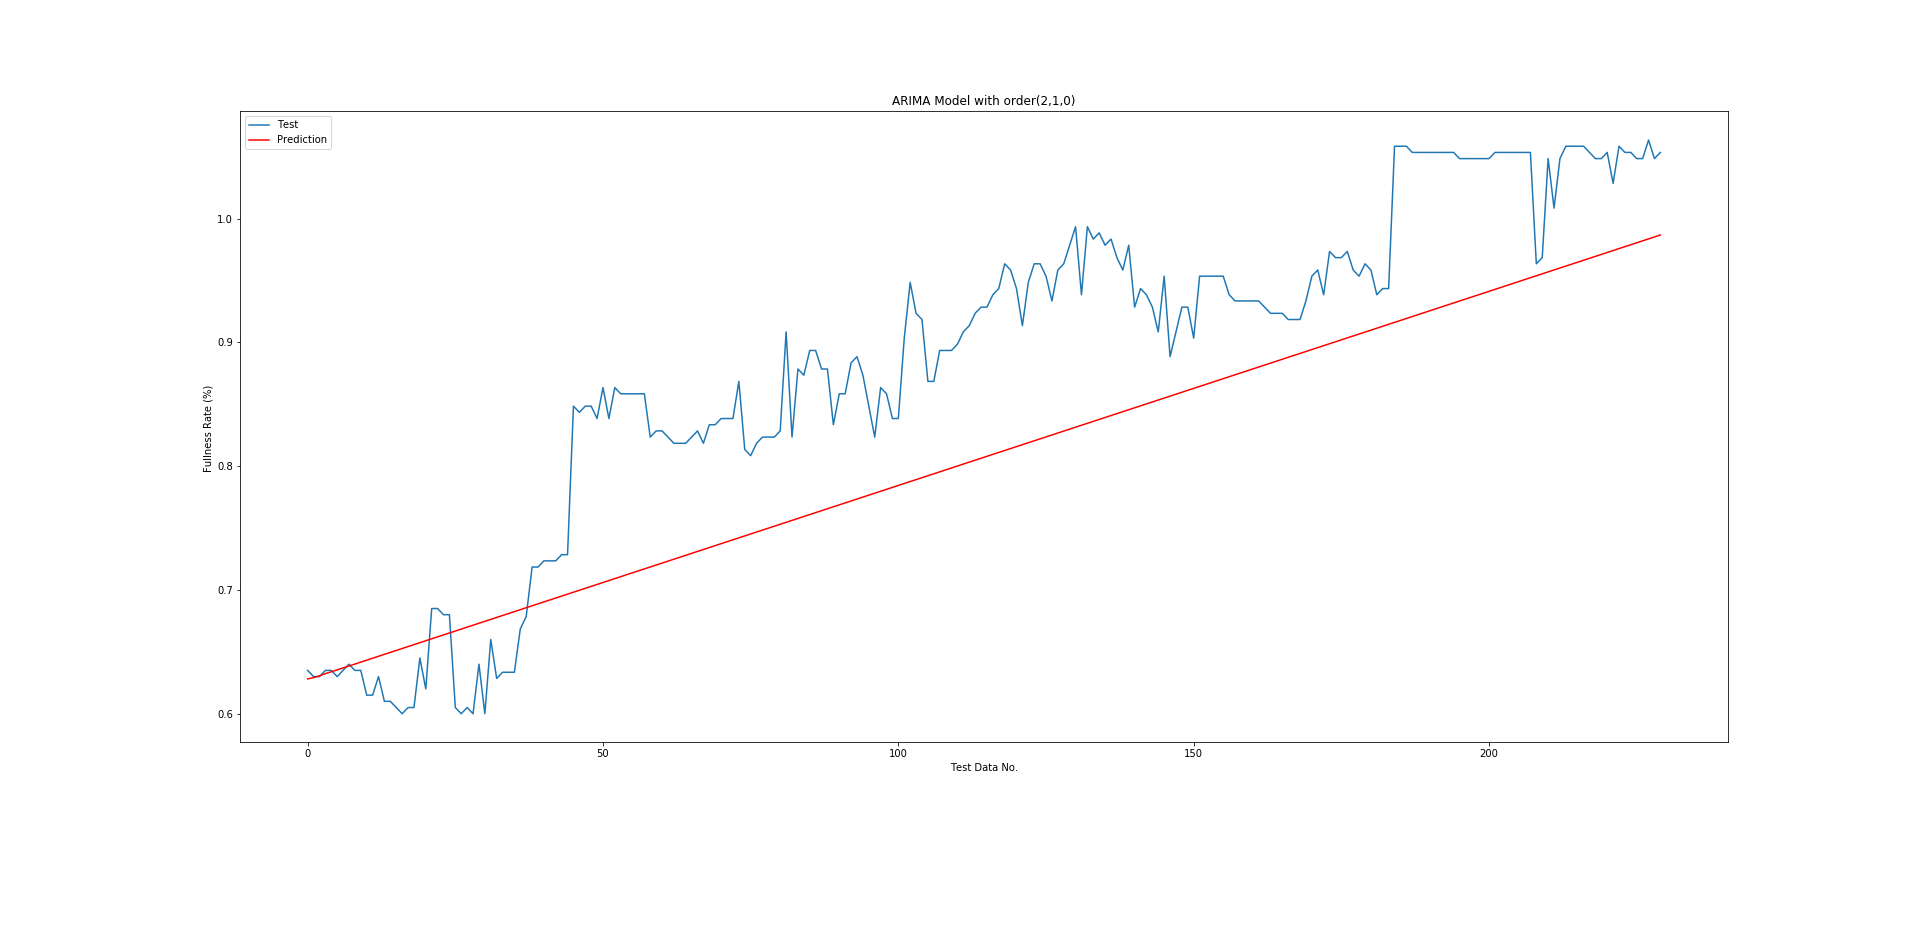 ARIMA Model with order(2,1,0)
Test
Prediction
Fullness Rate (%)
1.0
0.9
0.8
0.7
0.6
0
50
100
150
200
Test Data No.